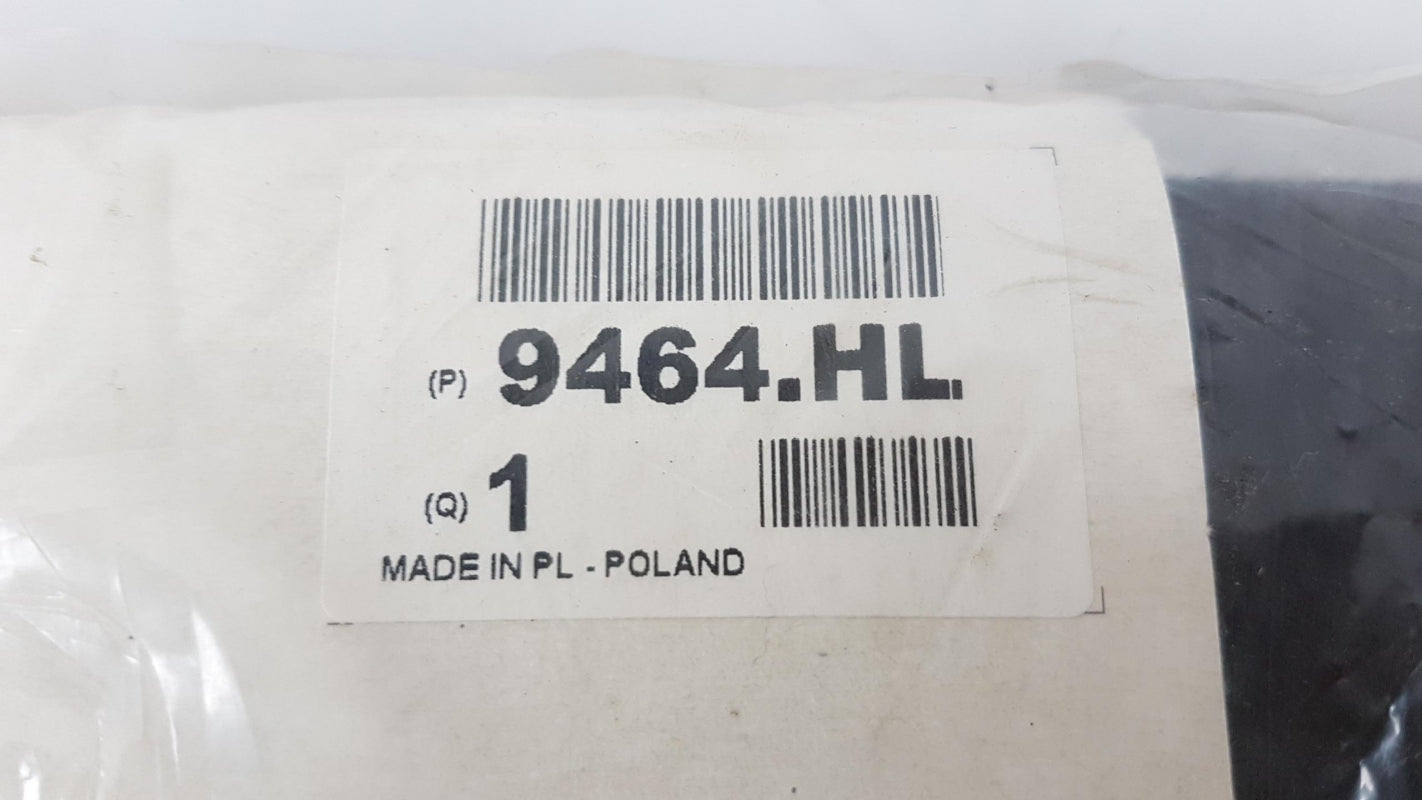 (P) 9464.HL.
(Q) 1
MADE IN PL - POLAND